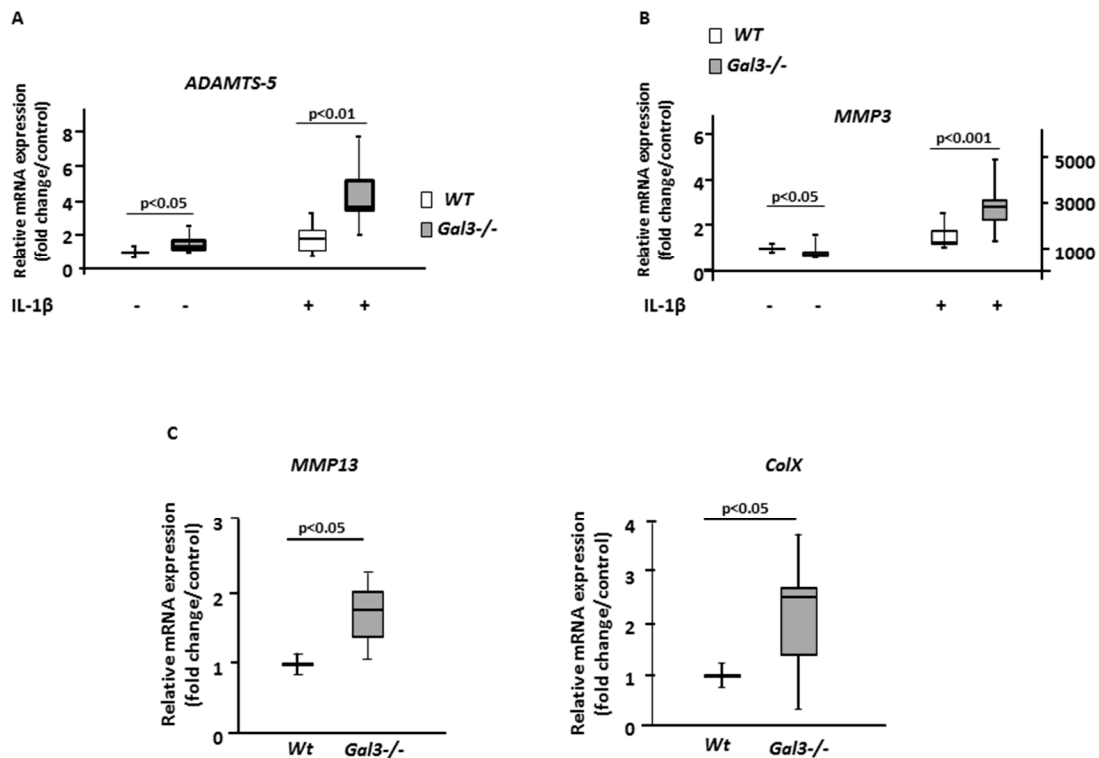 A
ADAMTS-5
Relative mRNA expression
(fold change/control)
8
6
4
2
0
p<0.05
p<0.01
WT
Gal3-/-
IL-1β - - + +
B
WT
Gal3-/-
MMP3
Relative mRNA expression
(fold change/control)
6
4
2
0
p<0.05
p<0.001
5000
3000
1000
IL-1β - - + +
C
MMP13
Relative mRNA expression
(fold change/control)
3
2
1
0
p<0.05
Wt Gal3-/-
ColX
Relative mRNA expression
(fold change/control)
4
3
2
1
0
p<0.05
Wt Gal3-/-